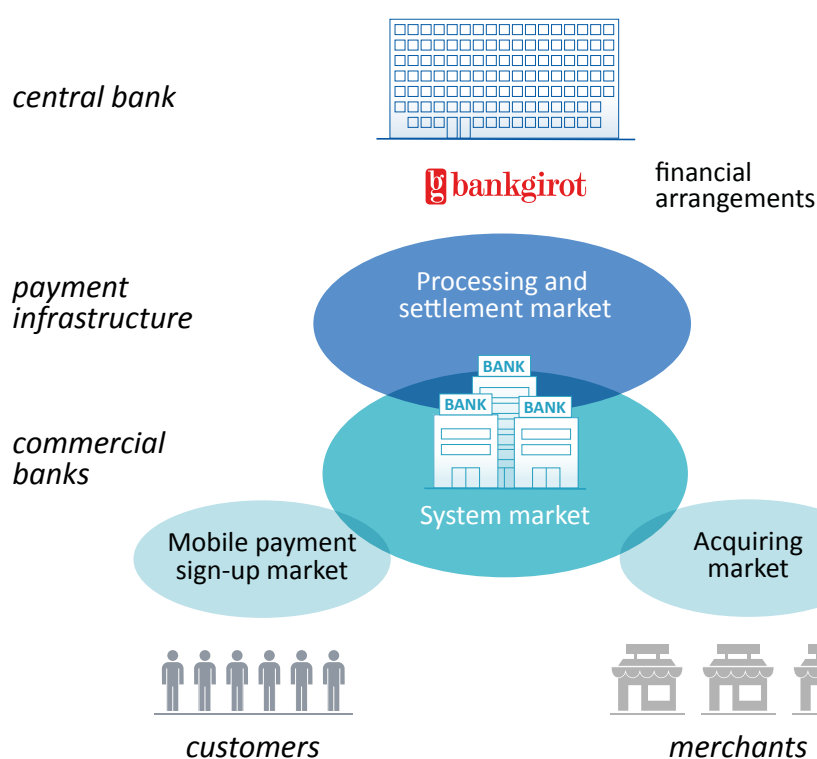 central bank
bankgirot
financial
arrangements
Processing and
settlement market
payment
infrastructure
BANK
BANK
BANK
commercial
banks
System market
Mobile payment
sign-up market
Acquiring
market
customers
merchants